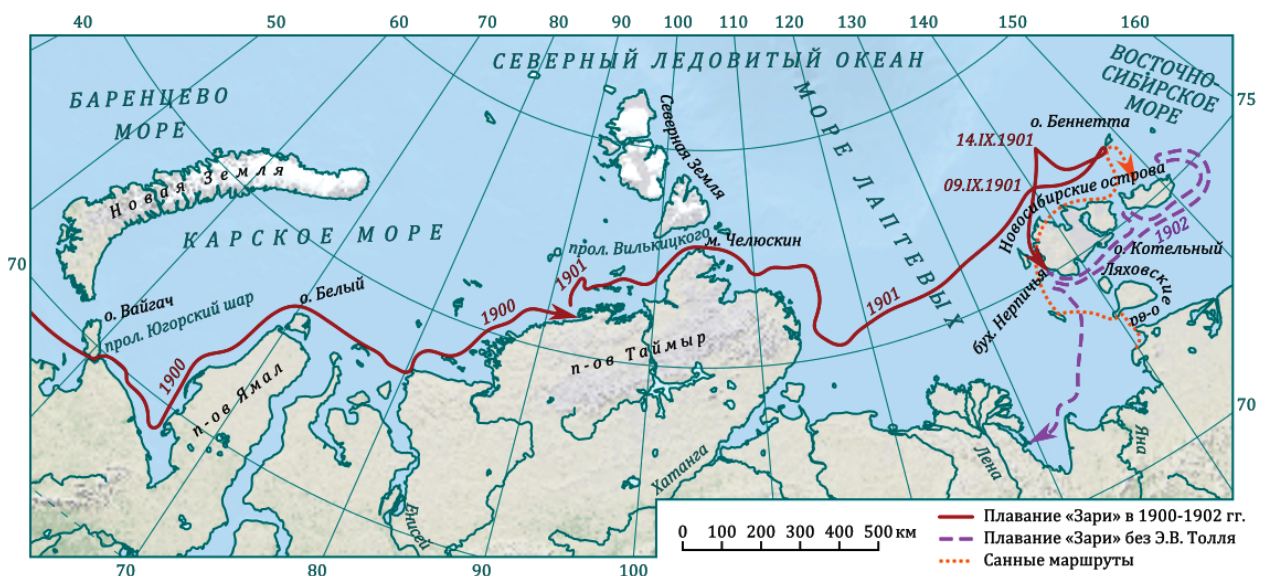 40
50
60
70
80
90
100
110
120
130
140
150
160
СЕВЕРНЫЙ ЛЕДОВИТЫЙ ОКЕАН
ВОСТОЧНО-
СИБИРСКОЕ
МОРЕ
75
БАРЕНЦЕВО
МОРЕ
МОРЕ ЛАПТЕВЫХ
Северная Земля
о. Беннетта
14.IX.1901
09.IX.1901
Новая Земля
Новосибирские острова
КАРСКОЕ МОРЕ
прол. Вилькицкого
м. Челюскин
1902
о. Котельный
70
1901
о. Белый
Ляховские
о. Вайгач
прол. Югорский шар
1900
1901
бух. Нерпичья
рв-о
1900
п-ов Таймыр
п-ов Ямал
70
Яна
Лена
Хатанга
Енисей
0 100 200 300 400 500 км
Плавание «Зари» в 1900-1902 гг.
Плавание «Зари» без Э.В. Толля
Санные маршруты
70
80
90
100